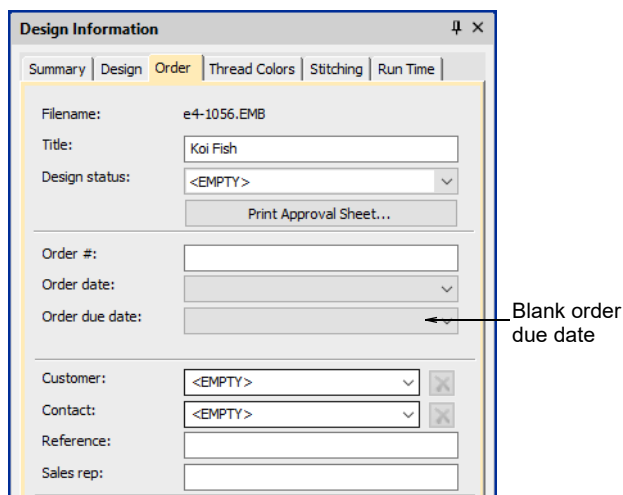 Design Information
Summary Design Order Thread Colors Stitching Run Time
Filename: e4-1056.EMB
Title: Koi Fish
Design status: <EMPTY>
Print Approval Sheet...
Order #:
Order date:
Order due date:
Blank order
due date
Customer: <EMPTY>
Contact: <EMPTY>
Reference:
Sales rep: